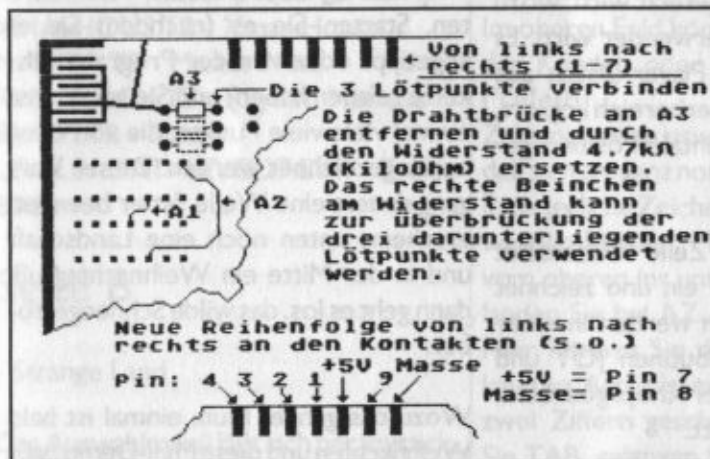 Von links nach
rechts (1-7)
A3
Die 3 Lötpunkte verbinden
Die Drahtbrücke an A3
entfernen und durch
den Widerstand 4.7KΩ
(Kiloohm) ersetzen
Das rechte Beinchen
am Widerstand kann
zur überbrückung der
drei darunterliegenden
Lötpunkte verwendet
werden
A1
A2
Neue Reihenfolge von links nach
rechts an den Kontakten (s.o.)
+5V Masse
Pin: 4 3 2 1 9
+5V = Pin 7
Masse= Pin 8